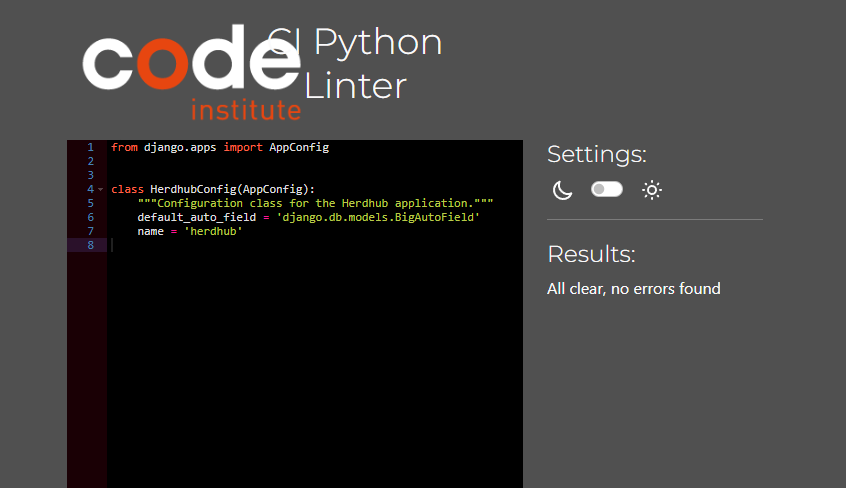 code
institute
CI Python
Linter
1 from django.apps import AppConfig
2
3
4 class HerdhubConfig(AppConfig):
5     """Configuration class for the Herdhub application."""
6     default_auto_field = 'django.db.models.BigAutoField'
7     name = 'herdhub'
8
Settings:
Results:
All clear, no errors found